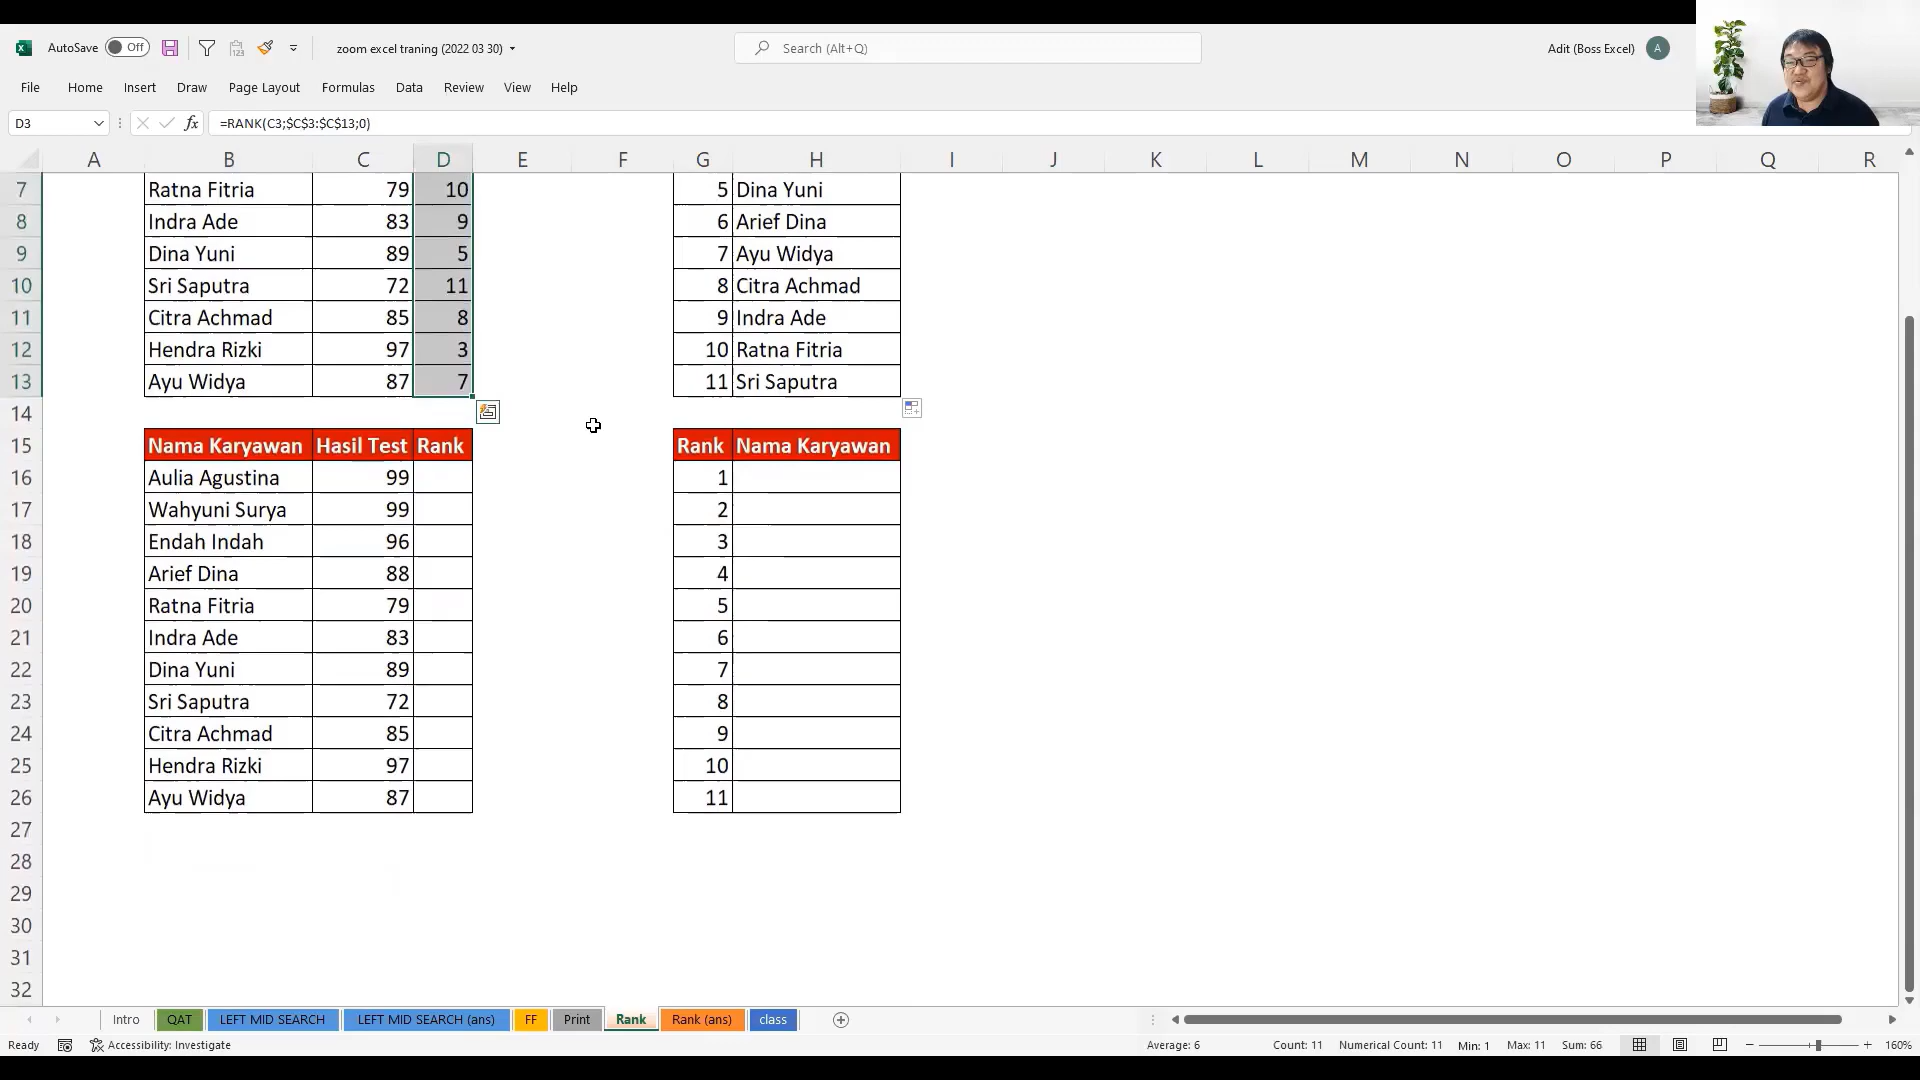 AutoSave Off zoom excel traning (2022 03 30) Search (Alt+Q) Adit (Boss Excel) A
File Home Insert Draw Page Layout Formulas Data Review View Help
D3 fx =RANK(C3;$C$3:$C$13;0)
A B C D E F G H I J K L M N O P Q R
7 Ratna Fitria 79 10 5 Dina Yuni
8 Indra Ade 83 9 6 Arief Dina
9 Dina Yuni 89 5 7 Ayu Widya
10 Sri Saputra 72 11 8 Citra Achmad
11 Citra Achmad 85 8 9 Indra Ade
12 Hendra Rizki 97 3 10 Ratna Fitria
13 Ayu Widya 87 7 11 Sri Saputra
14
15 Nama Karyawan Hasil Test Rank Rank Nama Karyawan
16 Aulia Agustina 99 1
17 Wahyuni Surya 99 2
18 Endah Indah 96 3
19 Arief Dina 88 4
20 Ratna Fitria 79 5
21 Indra Ade 83 6
22 Dina Yuni 89 7
23 Sri Saputra 72 8
24 Citra Achmad 85 9
25 Hendra Rizki 97 10
26 Ayu Widya 87 11
27
28
29
30
31
32
Intro QAT LEFT MID SEARCH LEFT MID SEARCH (ans) FF Print Rank Rank (ans) class
Ready Accessibility: Investigate Average: 6 Count: 11 Numerical Count: 11 Min: 1 Max: 11 Sum: 66 160%